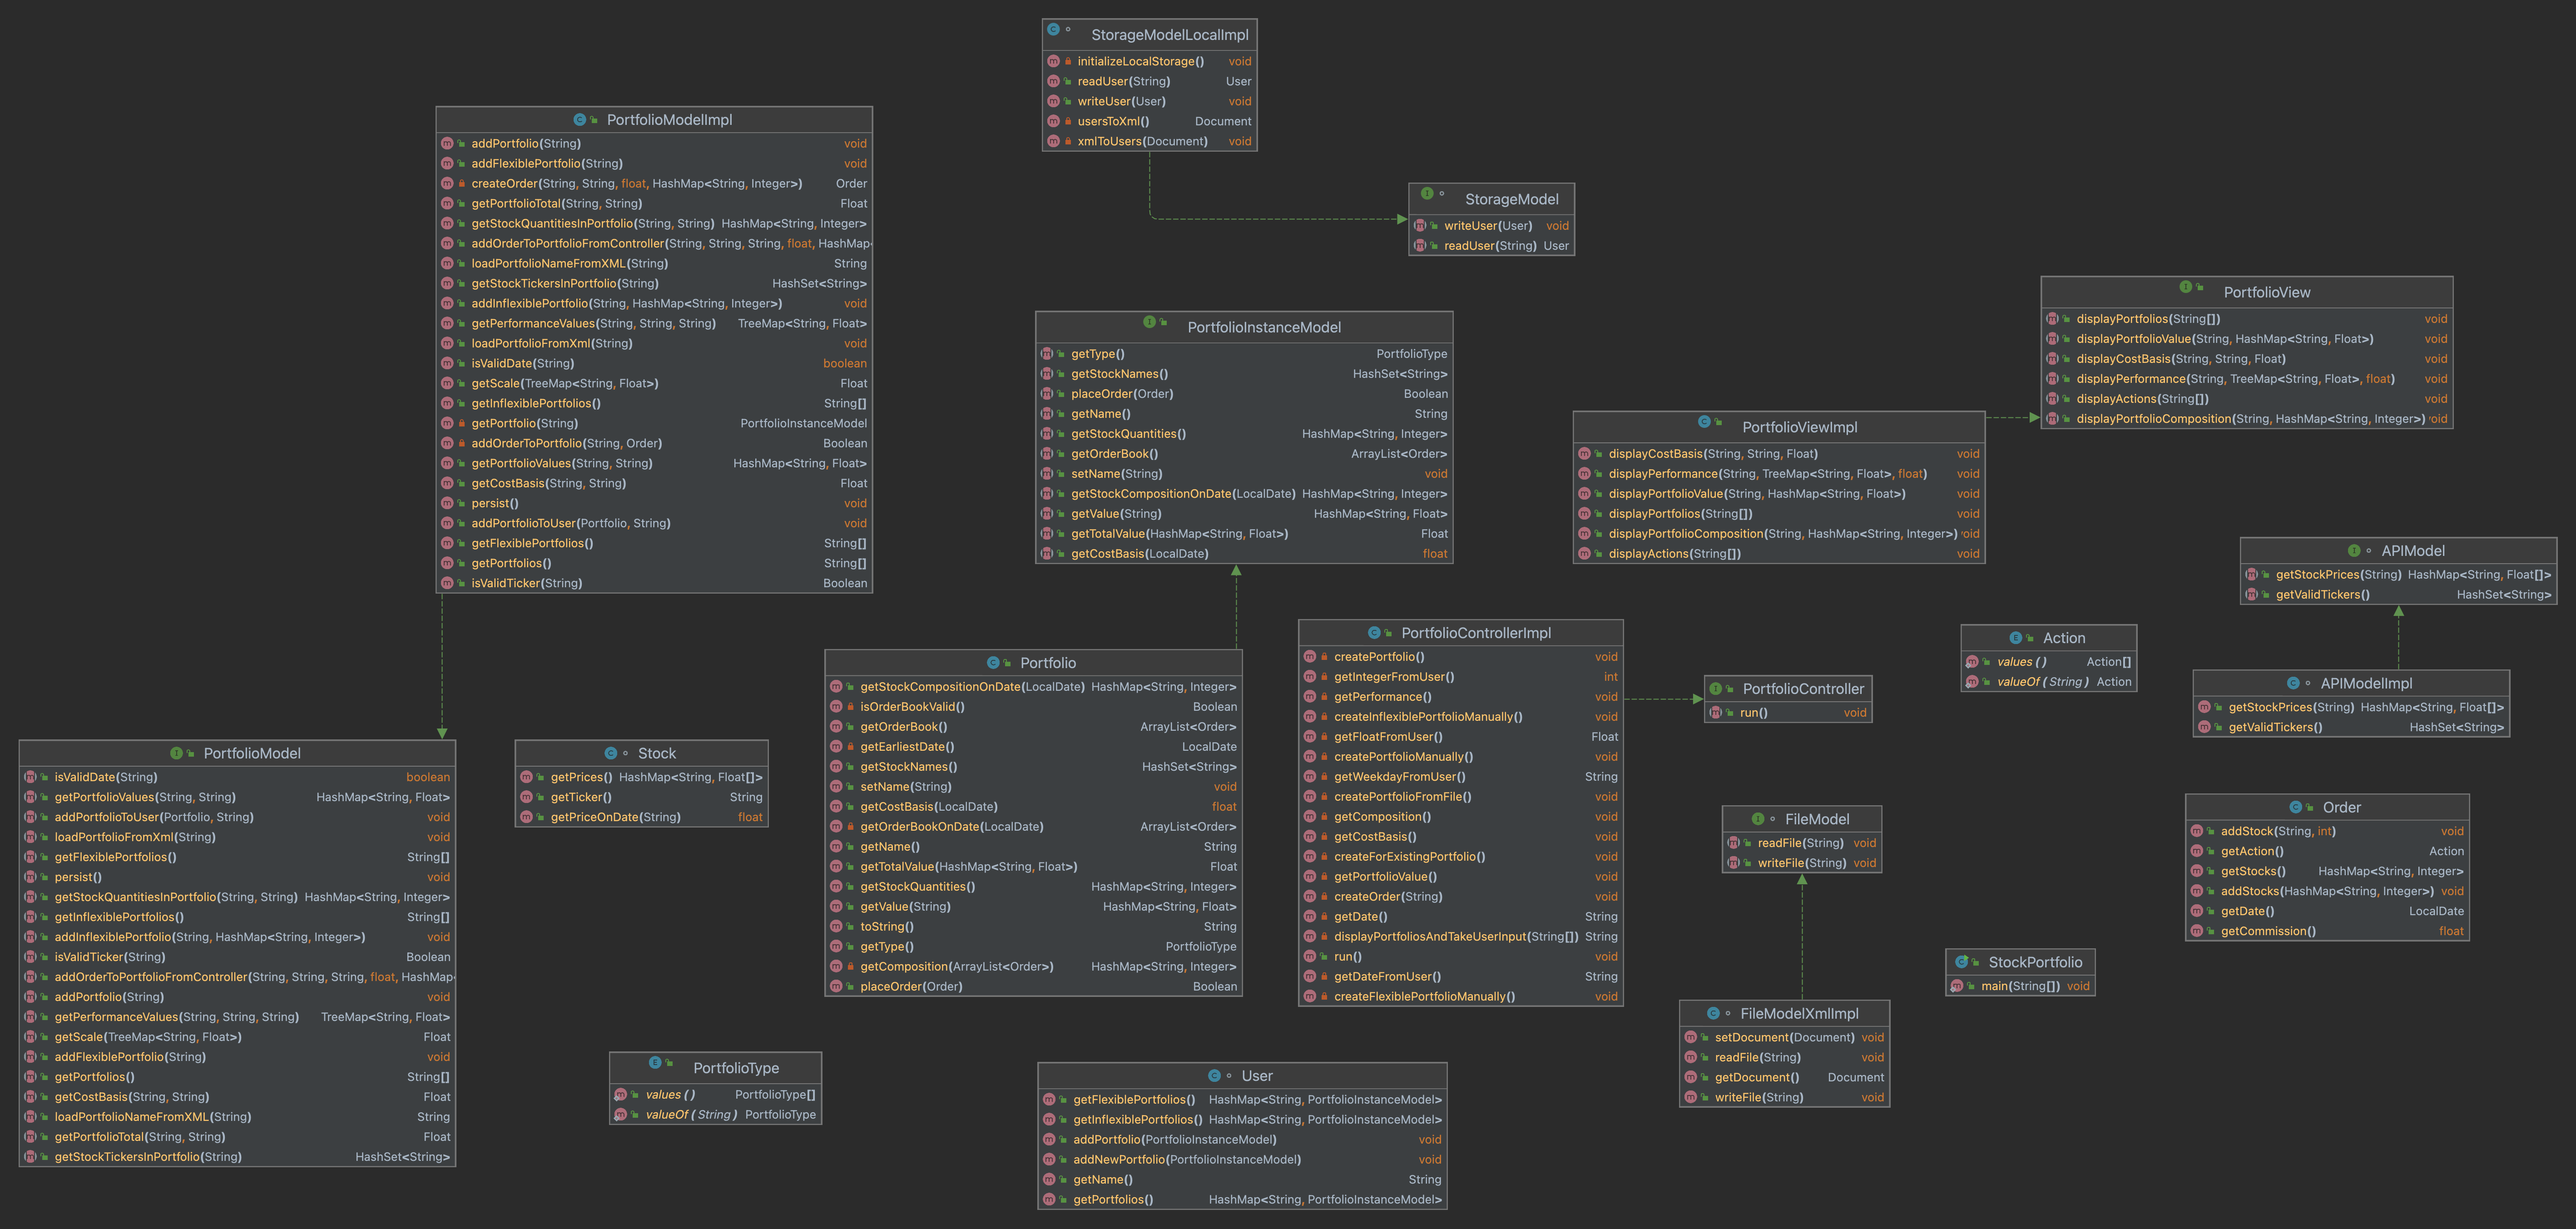 StorageModelLocalImpl
initializeLocalStorage() void
readUser(String) User
writeUser(User) void
usersToXml() Document
xmlToUsers(Document) void
PortfolioModelImpl
addPortfolio(String) void
addFlexiblePortfolio(String) void
createOrder(String, String, float, HashMap<String, Integer>) Order
getPortfolioTotal(String, String) Float
getStockQuantitiesInPortfolio(String, String) HashMap<String, Integer>
addOrderToPortfolioFromController(String, String, String, float, HashMap
loadPortfolioNameFromXML(String) String
getStockTickersInPortfolio(String) HashSet<String>
addInflexiblePortfolio(String, HashMap<String, Integer>) void
getPerformanceValues(String, String, String) TreeMap<String, Float>
loadPortfolioFromXml(String) void
isValidDate(String) boolean
getScale(TreeMap<String, Float>) Float
getInflexiblePortfolios() String[]
getPortfolio(String) PortfolioInstanceModel
addOrderToPortfolio(String, Order) Boolean
getPortfolioValues(String, String) HashMap<String, Float>
getCostBasis(String, String) Float
persist() void
addPortfolioToUser(Portfolio, String) void
getFlexiblePortfolios() String[]
getPortfolios() String[]
isValidTicker(String) Boolean
StorageModel
writeUser(User) void
readUser(String) User
PortfolioInstanceModel
getType() PortfolioType
getStockNames() HashSet<String>
placeOrder(Order) Boolean
getName() String
getStockQuantities() HashMap<String, Integer>
getOrderBook() ArrayList<Order>
setName(String) void
getStockCompositionOnDate(LocalDate) HashMap<String, Integer>
getValue(String) HashMap<String, Float>
getTotalValue(HashMap<String, Float>) Float
getCostBasis(LocalDate) float
PortfolioView
displayPortfolios(String[]) void
displayPortfolioValue(String, HashMap<String, Float>) void
displayCostBasis(String, String, Float) void
displayPerformance(String, TreeMap<String, Float>, float) void
displayActions(String[]) void
displayPortfolioComposition(String, HashMap<String, Integer>) void
PortfolioViewImpl
displayCostBasis(String, String, Float) void
displayPerformance(String, TreeMap<String, Float>, float) void
displayPortfolioValue(String, HashMap<String, Float>) void
displayPortfolios(String[]) void
displayPortfolioComposition(String, HashMap<String, Integer>) void
displayActions(String[]) void
APIModel
getStockPrices(String) HashMap<String, Float[]>
getValidTickers() HashSet<String>
Action
values() Action[]
valueOf(String) Action
APIModelImpl
getStockPrices(String) HashMap<String, Float[]>
getValidTickers() HashSet<String>
PortfolioControllerImpl
createPortfolio() void
getIntegerFromUser() int
getPerformance() void
createInflexiblePortfolioManually() void
getFloatFromUser() Float
createPortfolioManually() void
getWeekdayFromUser() String
createPortfolioFromFile() void
getComposition() void
getCostBasis() void
createForExistingPortfolio() void
getPortfolioValue() void
createOrder(String) void
getDate() String
displayPortfoliosAndTakeUserInput(String[]) String
run() void
getDateFromUser() String
createFlexiblePortfolioManually() void
PortfolioController
run() void
Portfolio
getStockCompositionOnDate(LocalDate) HashMap<String, Integer>
isOrderBookValid() Boolean
getOrderBook() ArrayList<Order>
getEarliestDate() LocalDate
getStockNames() HashSet<String>
setName(String) void
getCostBasis(LocalDate) float
getOrderBookOnDate(LocalDate) ArrayList<Order>
getName() String
getTotalValue(HashMap<String, Float>) Float
getStockQuantities() HashMap<String, Integer>
getValue(String) HashMap<String, Float>
toString() String
getType() PortfolioType
getComposition(ArrayList<Order>) HashMap<String, Integer>
placeOrder(Order) Boolean
PortfolioModel
isValidDate(String) boolean
getPortfolioValues(String, String) HashMap<String, Float>
addPortfolioToUser(Portfolio, String) void
loadPortfolioFromXml(String) void
getFlexiblePortfolios() String[]
persist() void
getStockQuantitiesInPortfolio(String, String) HashMap<String, Integer>
getInflexiblePortfolios() String[]
addInflexiblePortfolio(String, HashMap<String, Integer>) void
isValidTicker(String) Boolean
addOrderToPortfolioFromController(String, String, String, float, HashMap
addPortfolio(String) void
getPerformanceValues(String, String, String) TreeMap<String, Float>
getScale(TreeMap<String, Float>) Float
addFlexiblePortfolio(String) void
getPortfolios() String[]
getCostBasis(String, String) Float
loadPortfolioNameFromXML(String) String
getPortfolioTotal(String, String) Float
getStockTickersInPortfolio(String) HashSet<String>
Stock
getPrices() HashMap<String, Float[]>
getTicker() String
getPriceOnDate(String) float
FileModel
readFile(String) void
writeFile(String) void
Order
addStock(String, int) void
getAction() Action
getStocks() HashMap<String, Integer>
addStocks(HashMap<String, Integer>) void
getDate() LocalDate
getCommission() float
StockPortfolio
main(String[]) void
FileModelXmlImpl
setDocument(Document) void
readFile(String) void
getDocument() Document
writeFile(String) void
PortfolioType
values() PortfolioType[]
valueOf(String) PortfolioType
User
getFlexiblePortfolios() HashMap<String, PortfolioInstanceModel>
getInflexiblePortfolios() HashMap<String, PortfolioInstanceModel>
addPortfolio(PortfolioInstanceModel) void
addNewPortfolio(PortfolioInstanceModel) void
getName() String
getPortfolios() HashMap<String, PortfolioInstanceModel>